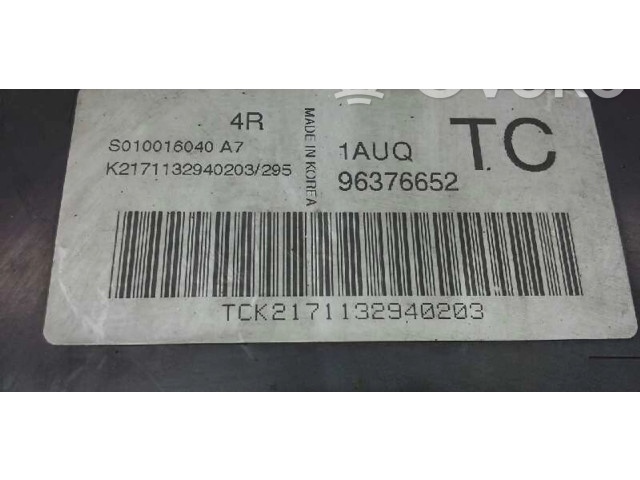 4R
S010016040 A7
K2171132940203/295
MADE IN KOREA
1AUQ
T.C
96376652
TCK2171132940203